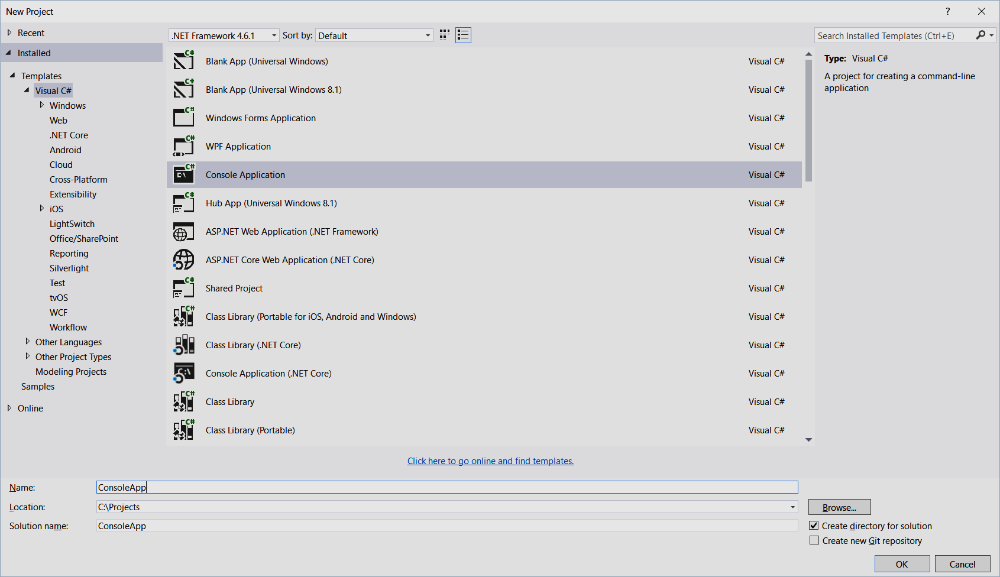 New Project
?
Recent
.NET Framework 4.6.1
Sort by:
Default
Search Installed Templates (Ctrl+E)
Installed
Templates
Visual C#
Windows
Web
.NET Core
Android
Cloud
Cross-Platform
Extensibility
iOS
LightSwitch
Office/SharePoint
Reporting
Silverlight
Test
tvOS
WCF
Workflow
Other Languages
Other Project Types
Modeling Projects
Samples
Online
C# Blank App (Universal Windows) Visual C#
C# Blank App (Universal Windows 8.1) Visual C#
C# Windows Forms Application Visual C#
C# WPF Application Visual C#
C# C:\ Console Application Visual C#
C# Hub App (Universal Windows 8.1) Visual C#
ASP.NET Web Application (.NET Framework) Visual C#
ASP.NET Core Web Application (.NET Core) Visual C#
C# Shared Project Visual C#
C# Class Library (Portable for iOS, Android and Windows) Visual C#
Class Library (.NET Core) Visual C#
C:\ Console Application (.NET Core) Visual C#
C# Class Library Visual C#
C# Class Library (Portable) Visual C#
Type: Visual C#
A project for creating a command-line
application
Click here to go online and find templates.
Name: ConsoleApp
Location: C:\Projects
Browse...
Solution name: ConsoleApp
Create directory for solution
Create new Git repository
OK
Cancel